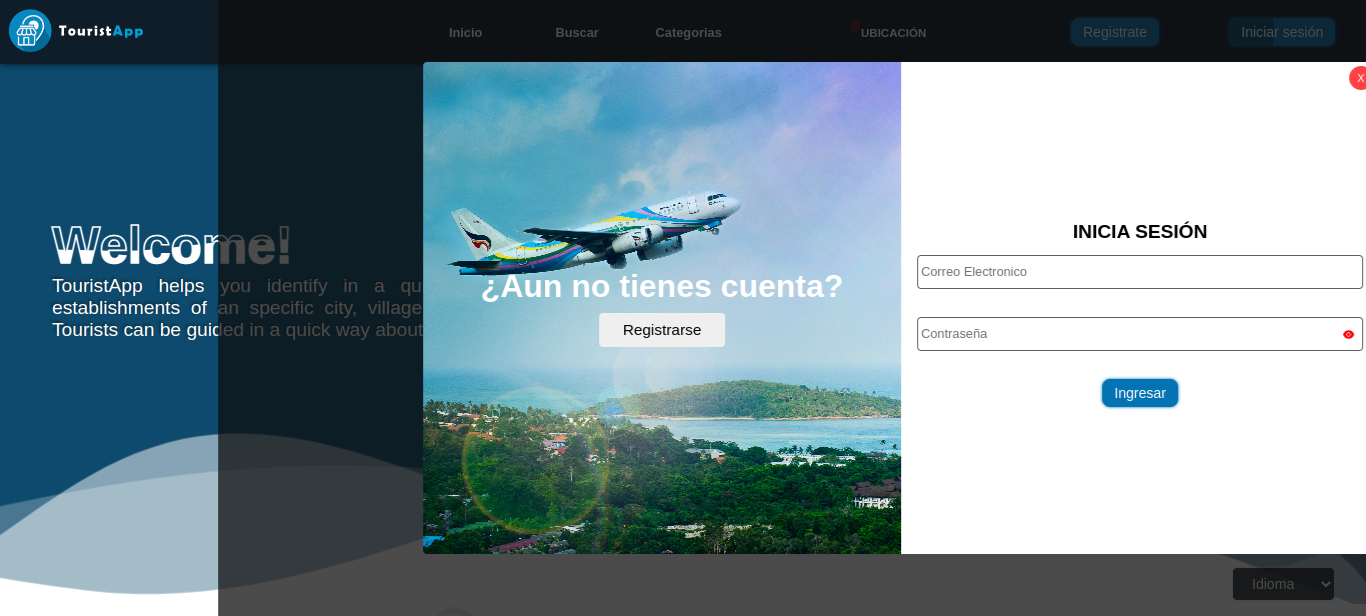 TouristApp
Inicio
Buscar
Categorias
UBICACIÓN
Registrate
Iniciar sesión
X
Welcome!
TouristApp helps you identify in a qu
establishments of an specific city, village
Tourists can be guided in a quick way about
¿Aun no tienes cuenta?
Registrarse
INICIA SESIÓN
Correo Electronico
Contraseña
Ingresar
Idioma